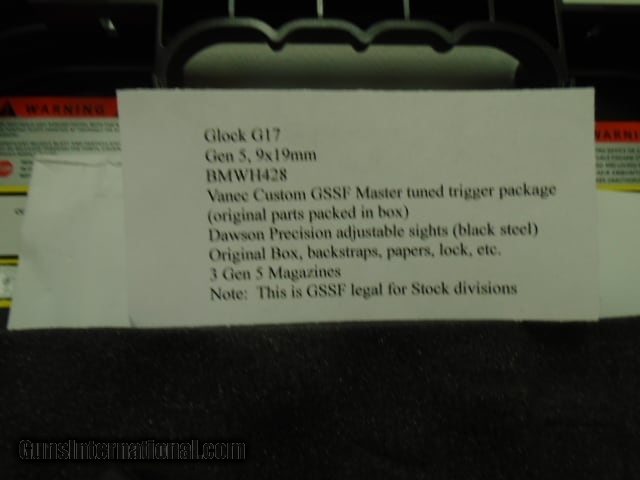 WARNING
WARNING
Glock G17
Gen 5, 9x19mm
BMWH428
Vanec Custom GSSF Master tuned trigger package
(original parts packed in box)
Dawson Precision adjustable sights (black steel)
Original Box, backstraps, papers, lock, etc.
3 Gen 5 Magazines
Note: This is GSSF legal for Stock divisions
GunsInternational.com